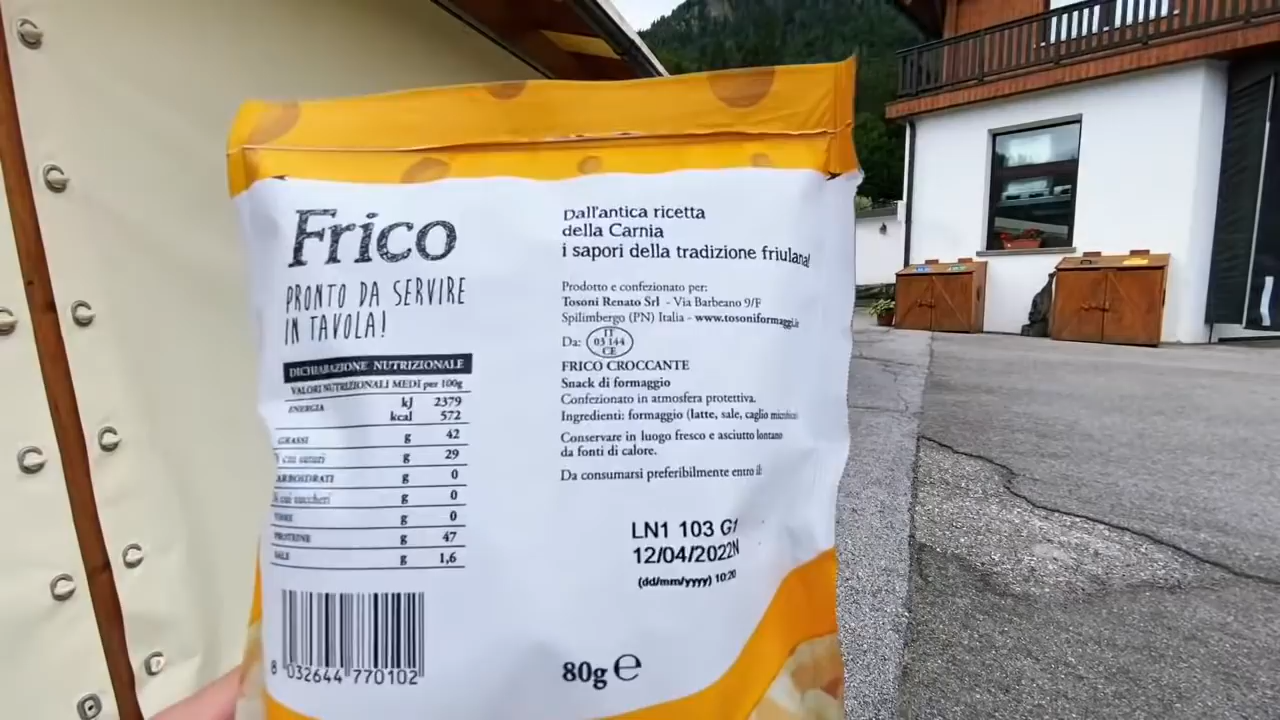 Frico
PRONTO DA SERVIRE
IN TAVOLA!
DICHIARAZIONE NUTRIZIONALE
VALORI NUTRIZIONALI MEDI per 100g
ENERGIA kJ 2379
kcal 572
GRASSI g 42
di cui saturi g 29
CARBOIDRATI g 0
di cui zuccheri g 0
FIBRE g 0
PROTEINE g 47
SALE g 1,6
8 032644 770102
Dall'antica ricetta
della Carnia
i sapori della tradizione friulana!
Prodotto e confezionato per:
Tosoni Renato Srl - Via Barbeano 9/F
Spilimbergo (PN) Italia - www.tosoniformaggi.it
Da: IT
03 144
CE
FRICO CROCCANTE
Snack di formaggio
Confezionato in atmosfera protettiva.
Ingredienti: formaggio (latte, sale, caglio
Conservare in luogo fresco e asciutto lontano
da fonti di calore.
Da consumarsi preferibilmente entro il:
LN1 103 G1
12/04/2022N
(dd/mm/yyyy) 10:20
80g e